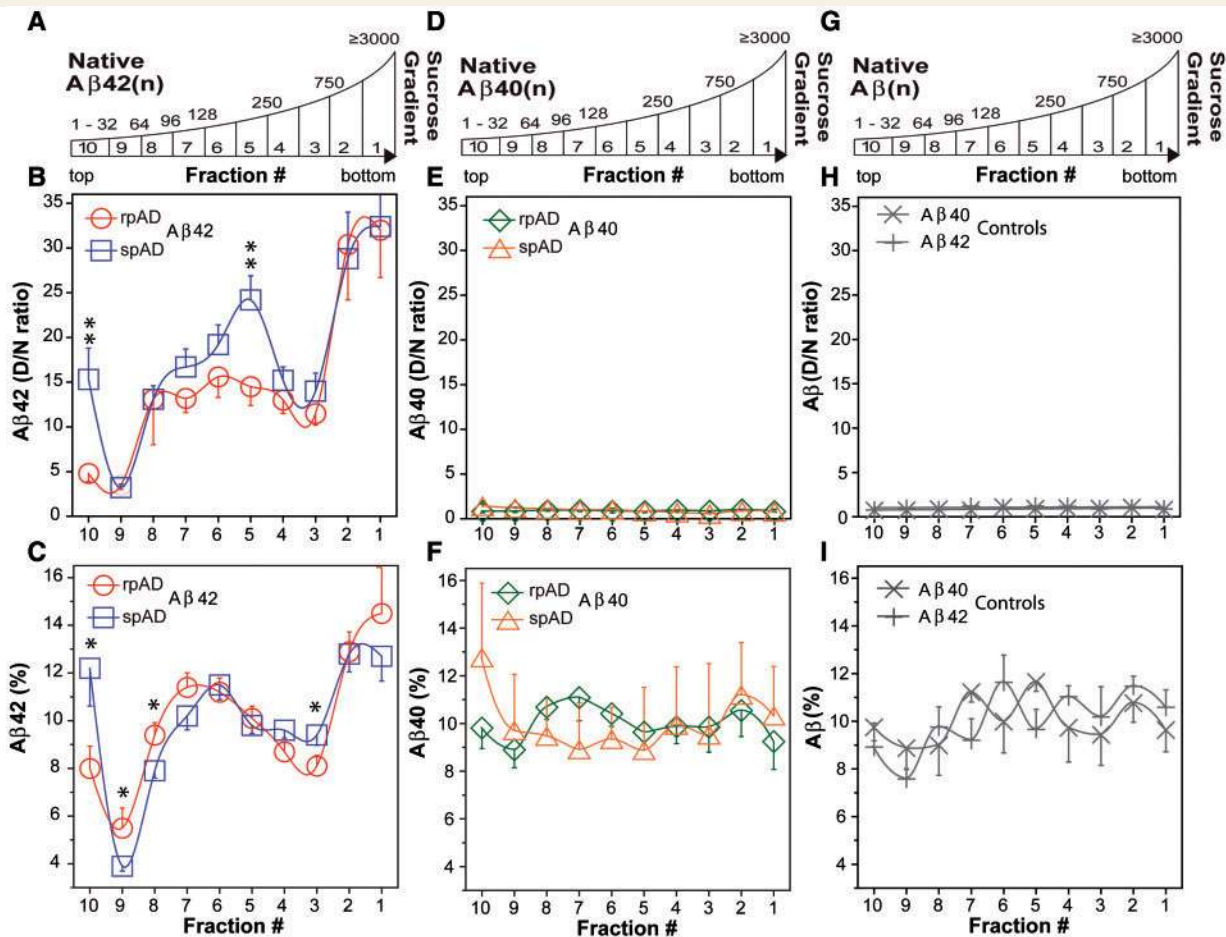 A
≥3000
Native
Aβ42(n)
750
250
128
96
64
1 - 32
10 9 8 7 6 5 4 3 2 1
Sucrose
Gradient
top Fraction # bottom
D
≥3000
Native
Aβ40(n)
750
250
128
96
64
1 - 32
10 9 8 7 6 5 4 3 2 1
Sucrose
Gradient
top Fraction # bottom
G
≥3000
Native
Aβ(n)
750
250
128
96
64
1 - 32
10 9 8 7 6 5 4 3 2 1
Sucrose
Gradient
top Fraction # bottom
B
Aβ42 (D/N ratio)
35
30
25
20
15
10
5
0
rpAD
spAD
Aβ42
**
**
10 9 8 7 6 5 4 3 2 1
E
Aβ40 (D/N ratio)
35
30
25
20
15
10
5
0
rpAD
spAD
Aβ40
10 9 8 7 6 5 4 3 2 1
H
Aβ (D/N ratio)
35
30
25
20
15
10
5
0
Aβ40
Aβ42
Controls
10 9 8 7 6 5 4 3 2 1
C
Aβ42 (%)
16
14
12
10
8
6
4
rpAD
spAD
Aβ42
*
*
*
*
10 9 8 7 6 5 4 3 2 1
Fraction #
F
Aβ40 (%)
16
14
12
10
8
6
4
rpAD
spAD
Aβ40
10 9 8 7 6 5 4 3 2 1
Fraction #
I
Aβ (%)
16
14
12
10
8
6
4
Aβ40
Aβ42
Controls
10 9 8 7 6 5 4 3 2 1
Fraction #